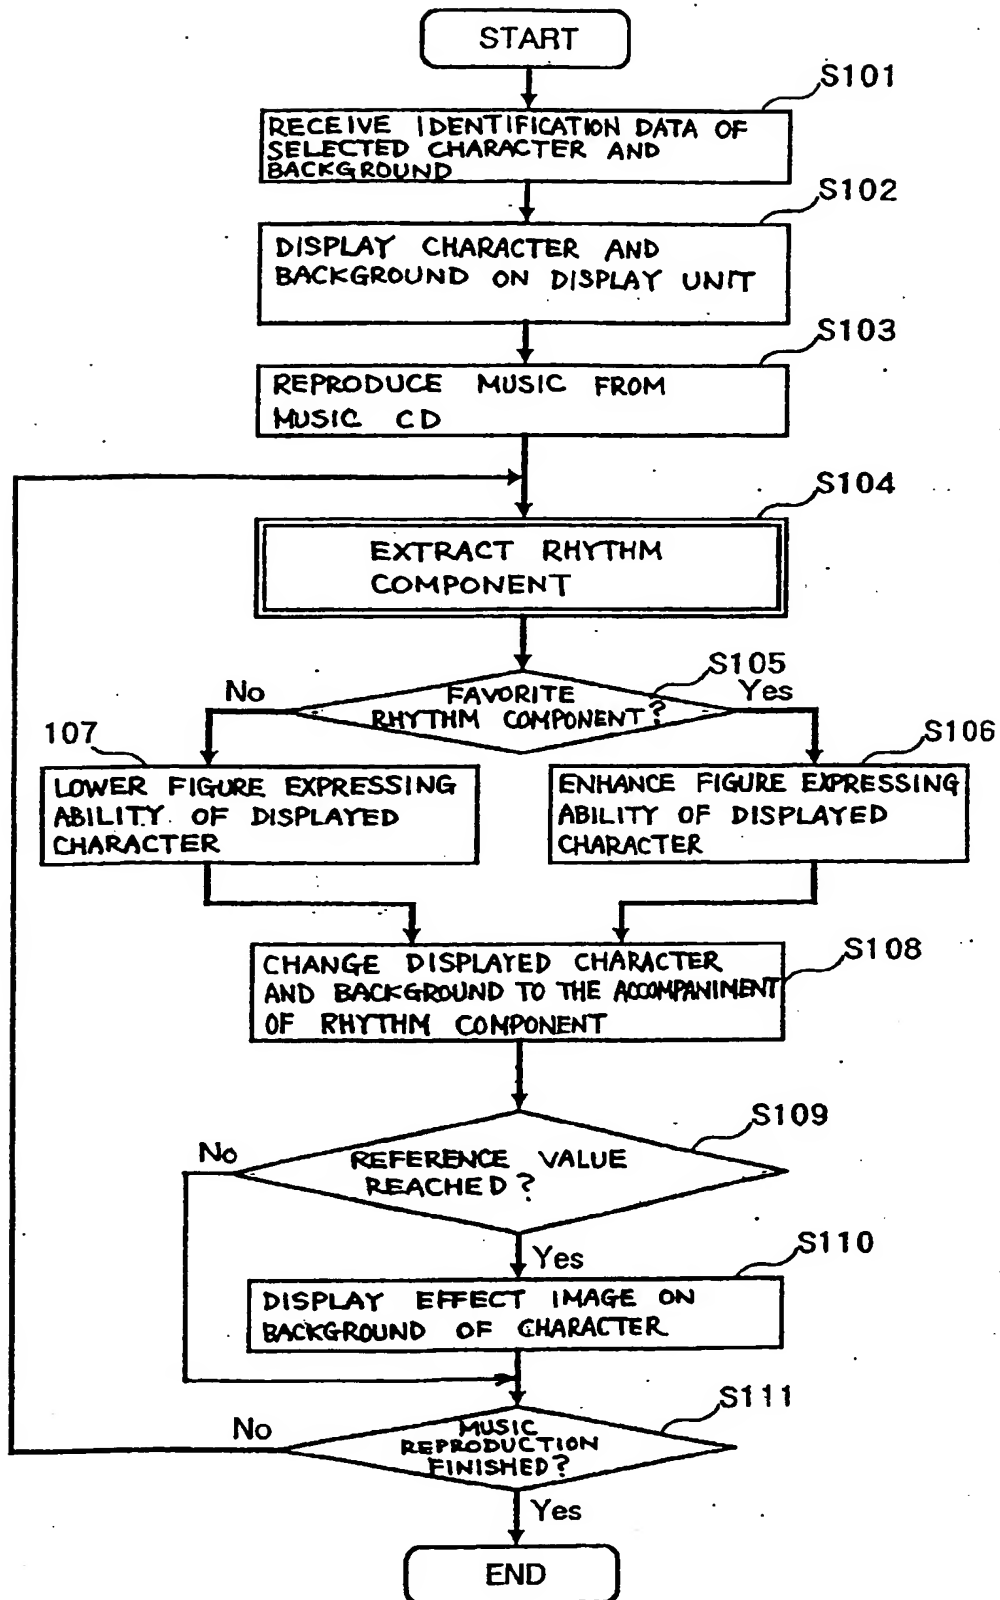 START
S101
RECEIVE IDENTIFICATION DATA OF
SELECTED CHARACTER AND
BACKGROUND
S102
DISPLAY CHARACTER AND
BACKGROUND ON DISPLAY UNIT
S103
REPRODUCE MUSIC FROM
MUSIC CD
S104
EXTRACT RHYTHM
COMPONENT
S105
No
FAVORITE
RHYTHM COMPONENT?
Yes
107
LOWER FIGURE EXPRESSING
ABILITY OF DISPLAYED
CHARACTER
S106
ENHANCE FIGURE EXPRESSING
ABILITY OF DISPLAYED
CHARACTER
S108
CHANGE DISPLAYED CHARACTER
AND BACKGROUND TO THE ACCOMPANIMENT
OF RHYTHM COMPONENT
S109
No
REFERENCE VALUE
REACHED?
Yes
S110
DISPLAY EFFECT IMAGE ON
BACKGROUND OF CHARACTER
S111
No
MUSIC
REPRODUCTION
FINISHED?
Yes
END